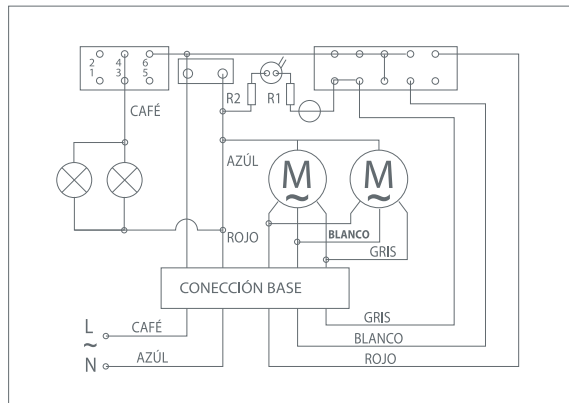 2 4 6
1 3 5
CAFÉ
R2
R1
AZÚL
M
~
M
~
ROJO
BLANCO
GRIS
CONECCIÓN BASE
L
~
N
CAFÉ
AZÚL
GRIS
BLANCO
ROJO